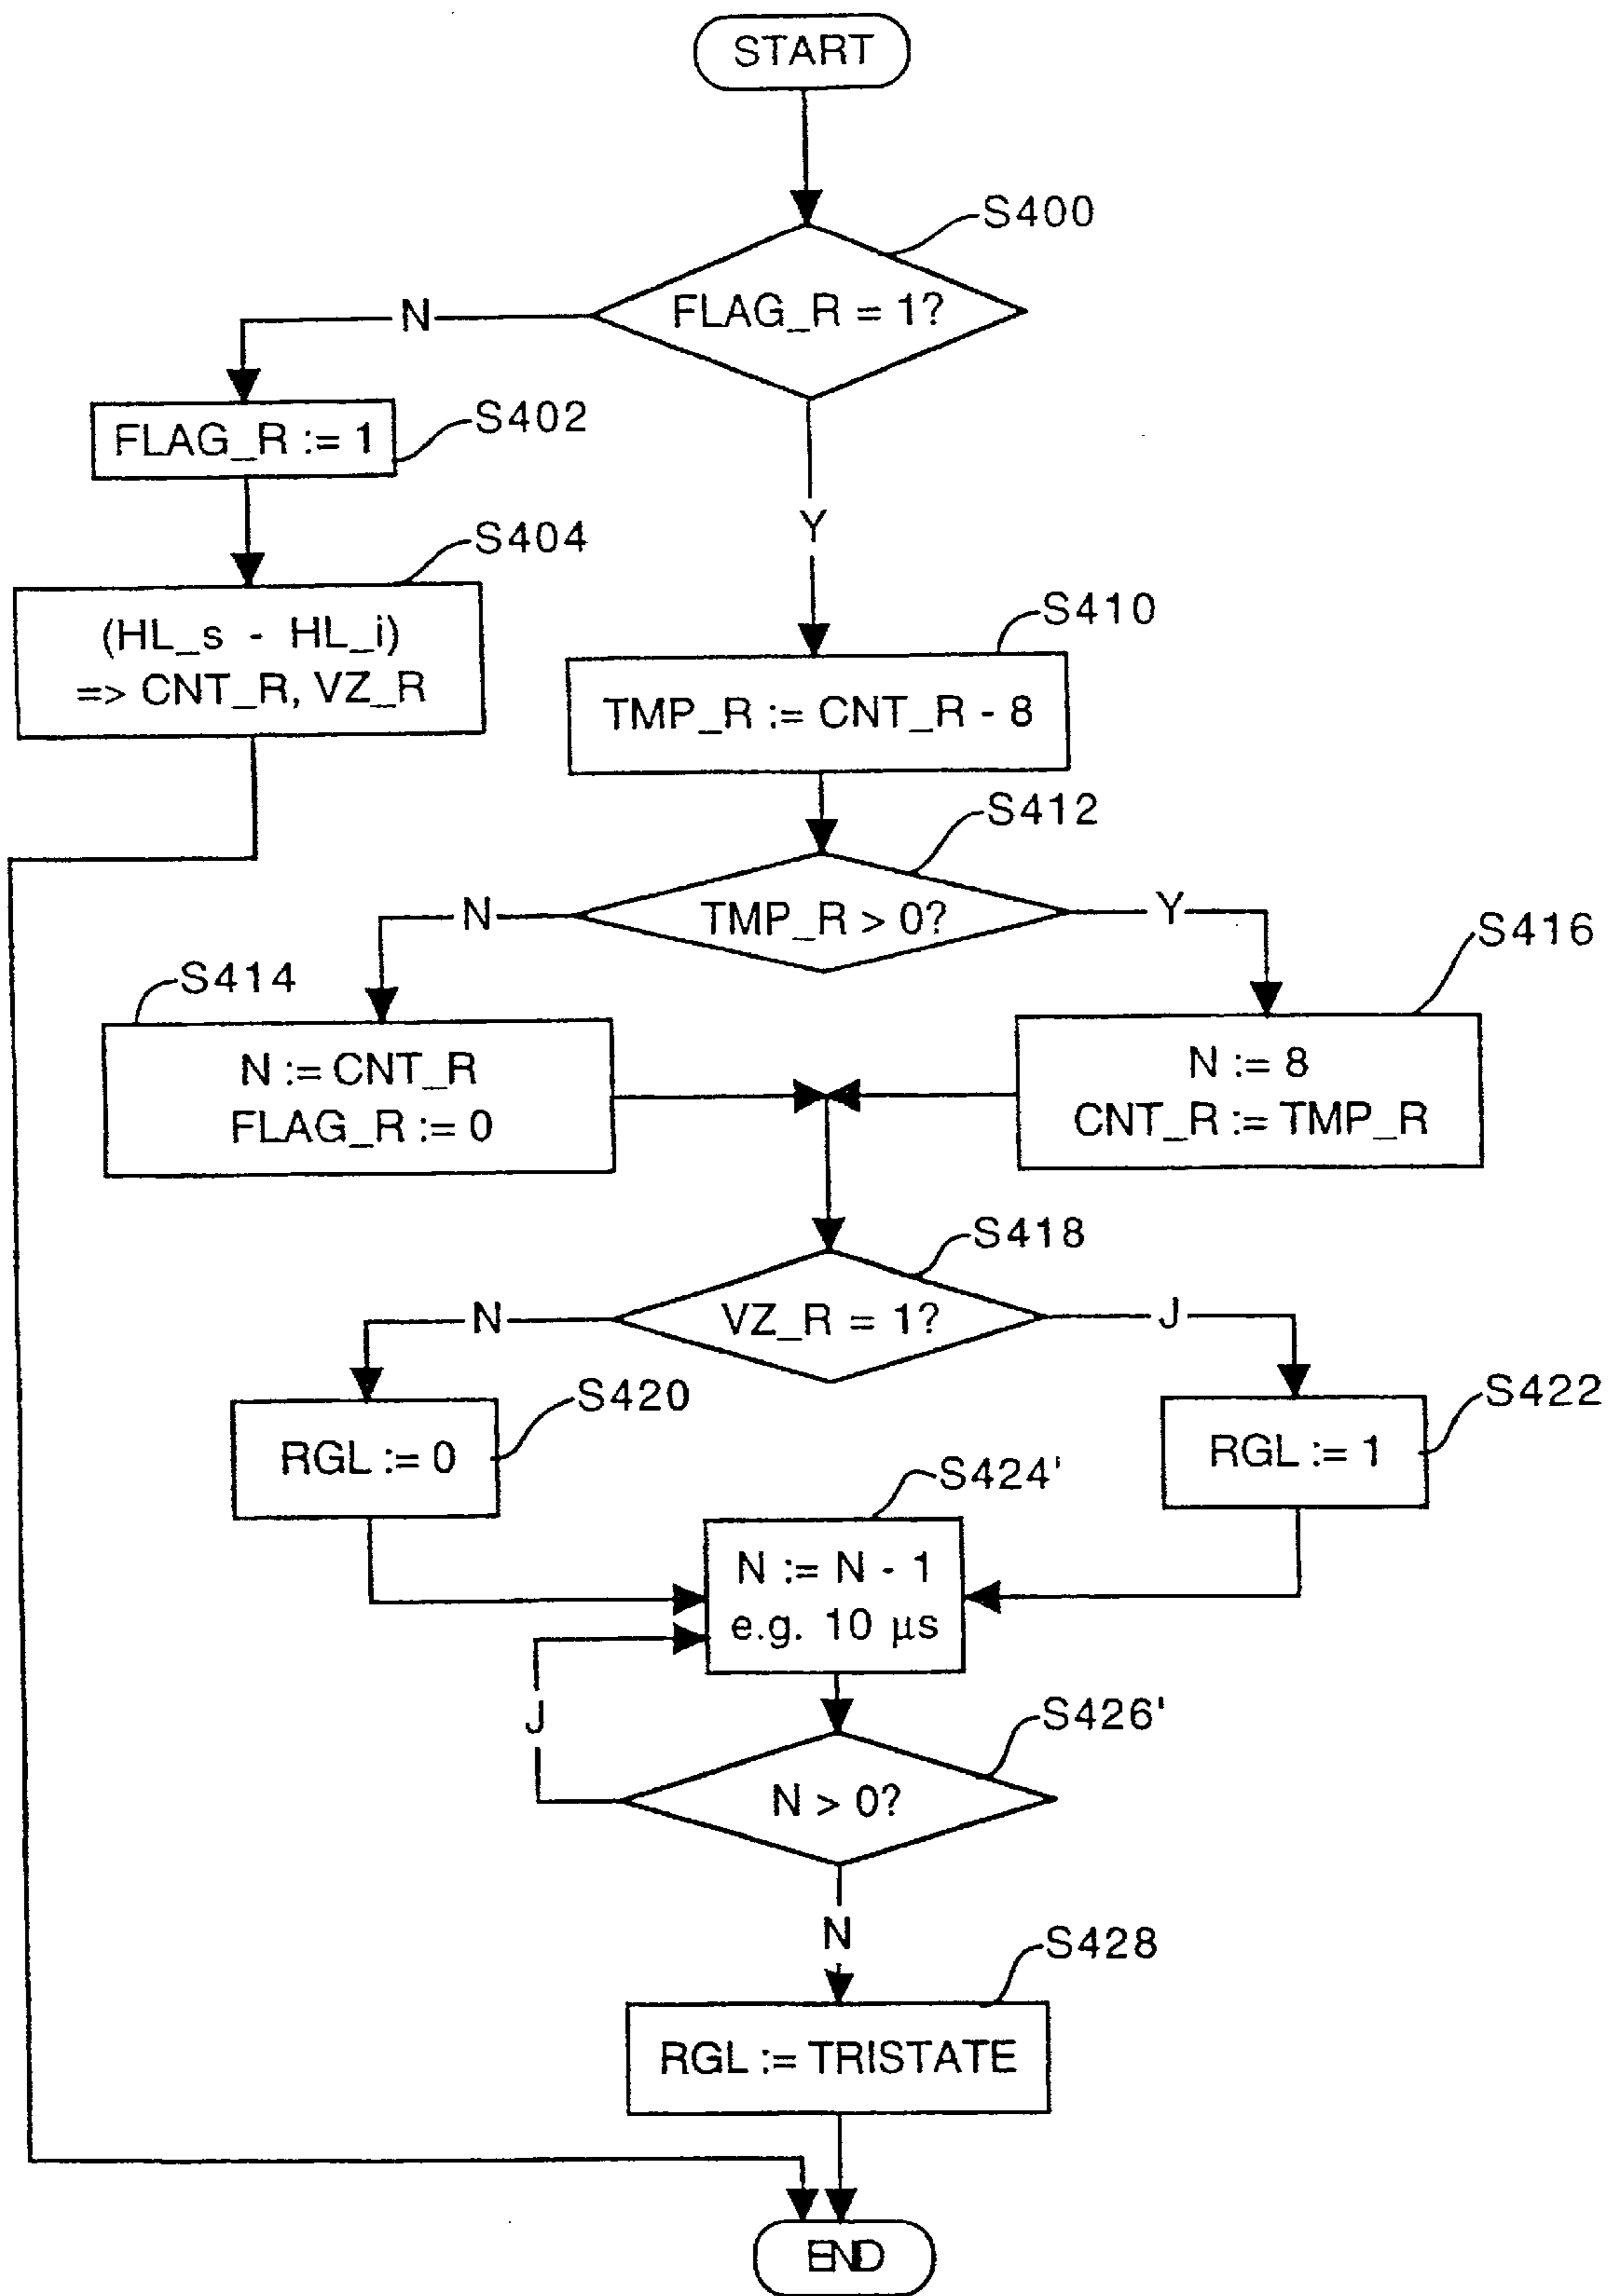 START
S400
FLAG_R = 1?
N
S402
FLAG_R := 1
Y
S404
(HL_s - HL_i)
=> CNT_R, VZ_R
S410
TMP_R := CNT_R - 8
S412
TMP_R > 0?
N
Y
S414
S416
N := CNT_R
FLAG_R := 0
N := 8
CNT_R := TMP_R
S418
VZ_R = 1?
N
J
S420
S422
RGL := 0
RGL := 1
S424'
N := N - 1
e.g. 10 µs
J
S426'
N > 0?
N
S428
RGL := TRISTATE
END